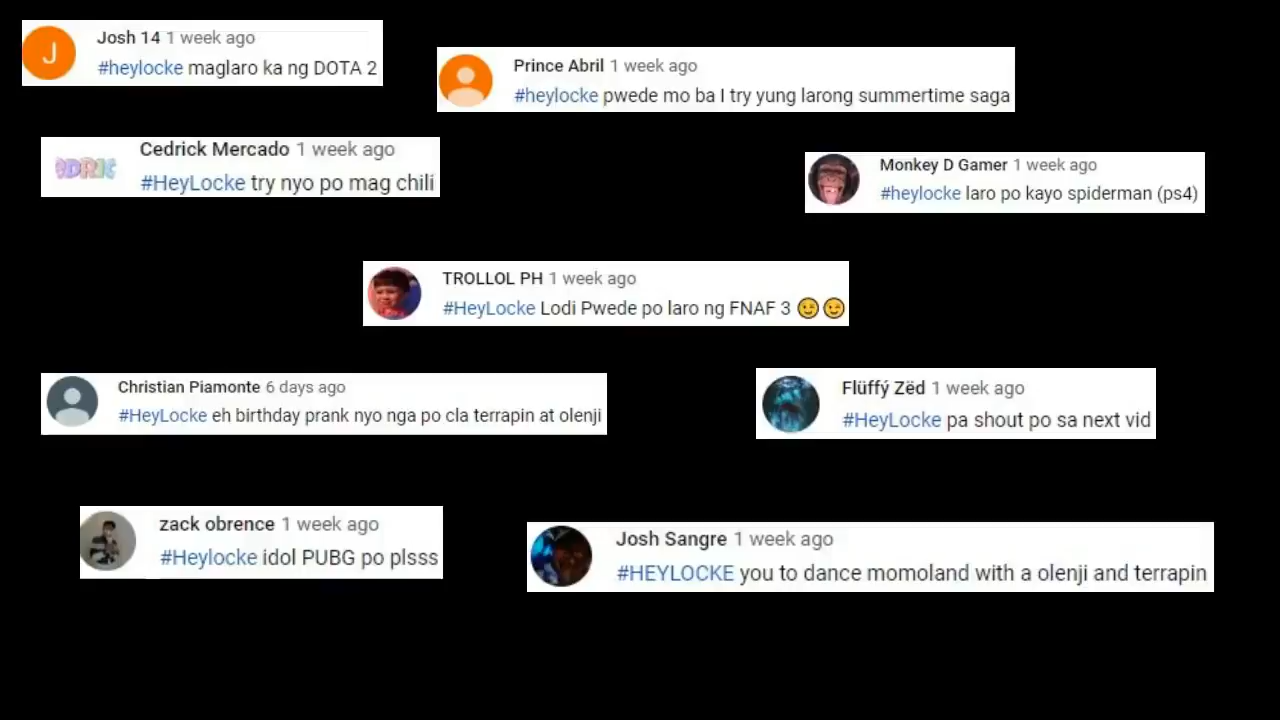 J
Josh 14 1 week ago
#heylocke maglaro ka ng DOTA 2
Prince Abril 1 week ago
#heylocke pwede mo ba I try yung larong summertime saga
Cedrick Mercado 1 week ago
#HeyLocke try nyo po mag chili
Monkey D Gamer 1 week ago
#heylocke laro po kayo spiderman (ps4)
TROLLOL PH 1 week ago
#HeyLocke Lodi Pwede po laro ng FNAF 3 😉😉
Christian Piamonte 6 days ago
#HeyLocke eh birthday prank nyo nga po cla terrapin at olenji
Flüffý Zëd 1 week ago
#HeyLocke pa shout po sa next vid
zack obrence 1 week ago
#Heylocke idol PUBG po plsss
Josh Sangre 1 week ago
#HEYLOCKE you to dance momoland with a olenji and terrapin